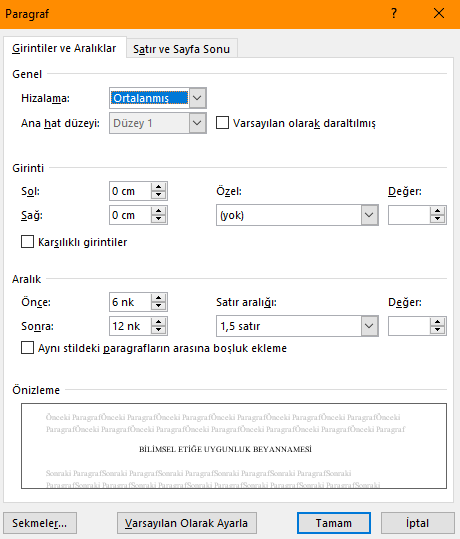 Paragraf
Girintiler ve Aralıklar Satır ve Sayfa Sonu
Genel
Hizalama: Ortalanmış
Ana hat düzeyi: Düzey 1 Varsayılan olarak daraltılmış
Girinti
Sol: 0 cm Özel: Değer:
Sağ: 0 cm (yok)
Karşılıklı girintiler
Aralık
Önce: 6 nk Satır aralığı: Değer:
Sonra: 12 nk 1,5 satır
Aynı stildeki paragrafların arasına boşluk ekleme
Önizleme
Önceki ParagrafÖnceki ParagrafÖnceki ParagrafÖnceki ParagrafÖnceki ParagrafÖnceki ParagrafÖnceki
ParagrafÖnceki ParagrafÖnceki ParagrafÖnceki ParagrafÖnceki ParagrafÖnceki ParagrafÖnceki Paragraf
BİLİMSEL ETİĞE UYGUNLUK BEYANNAMESİ
Sonraki ParagrafSonraki ParagrafSonraki ParagrafSonraki ParagrafSonraki ParagrafSonraki
ParagrafSonraki ParagrafSonraki ParagrafSonraki ParagrafSonraki ParagrafSonraki ParagrafSonraki
Sekmeler... Varsayılan Olarak Ayarla Tamam İptal